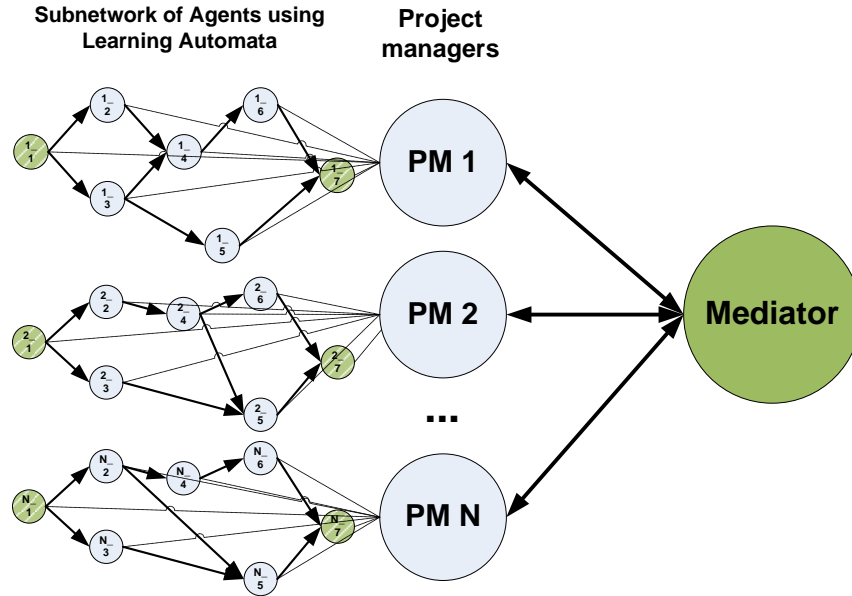 Subnetwork of Agents using
Learning Automata
Project
managers
1_
2
1_
6
1_
1
1_
4
1_
7
1_
3
1_
5
PM 1
2_
2
2_
6
2_
4
2_
1
2_
7
2_
3
2_
5
PM 2
Mediator
...
N_
2
N_
6
N_
4
N_
1
N_
7
N_
3
N_
5
PM N